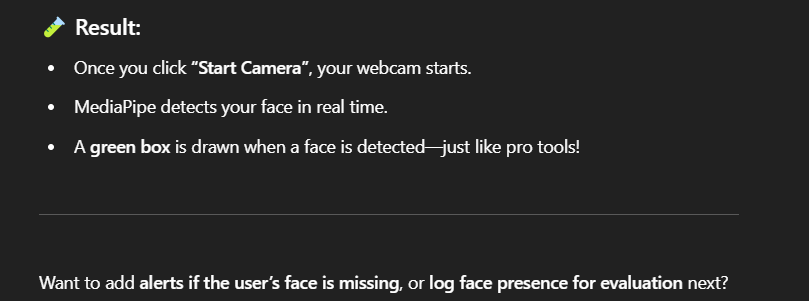 🧪 Result:
• Once you click “Start Camera”, your webcam starts.
• MediaPipe detects your face in real time.
• A green box is drawn when a face is detected—just like pro tools!
Want to add alerts if the user’s face is missing, or log face presence for evaluation next?